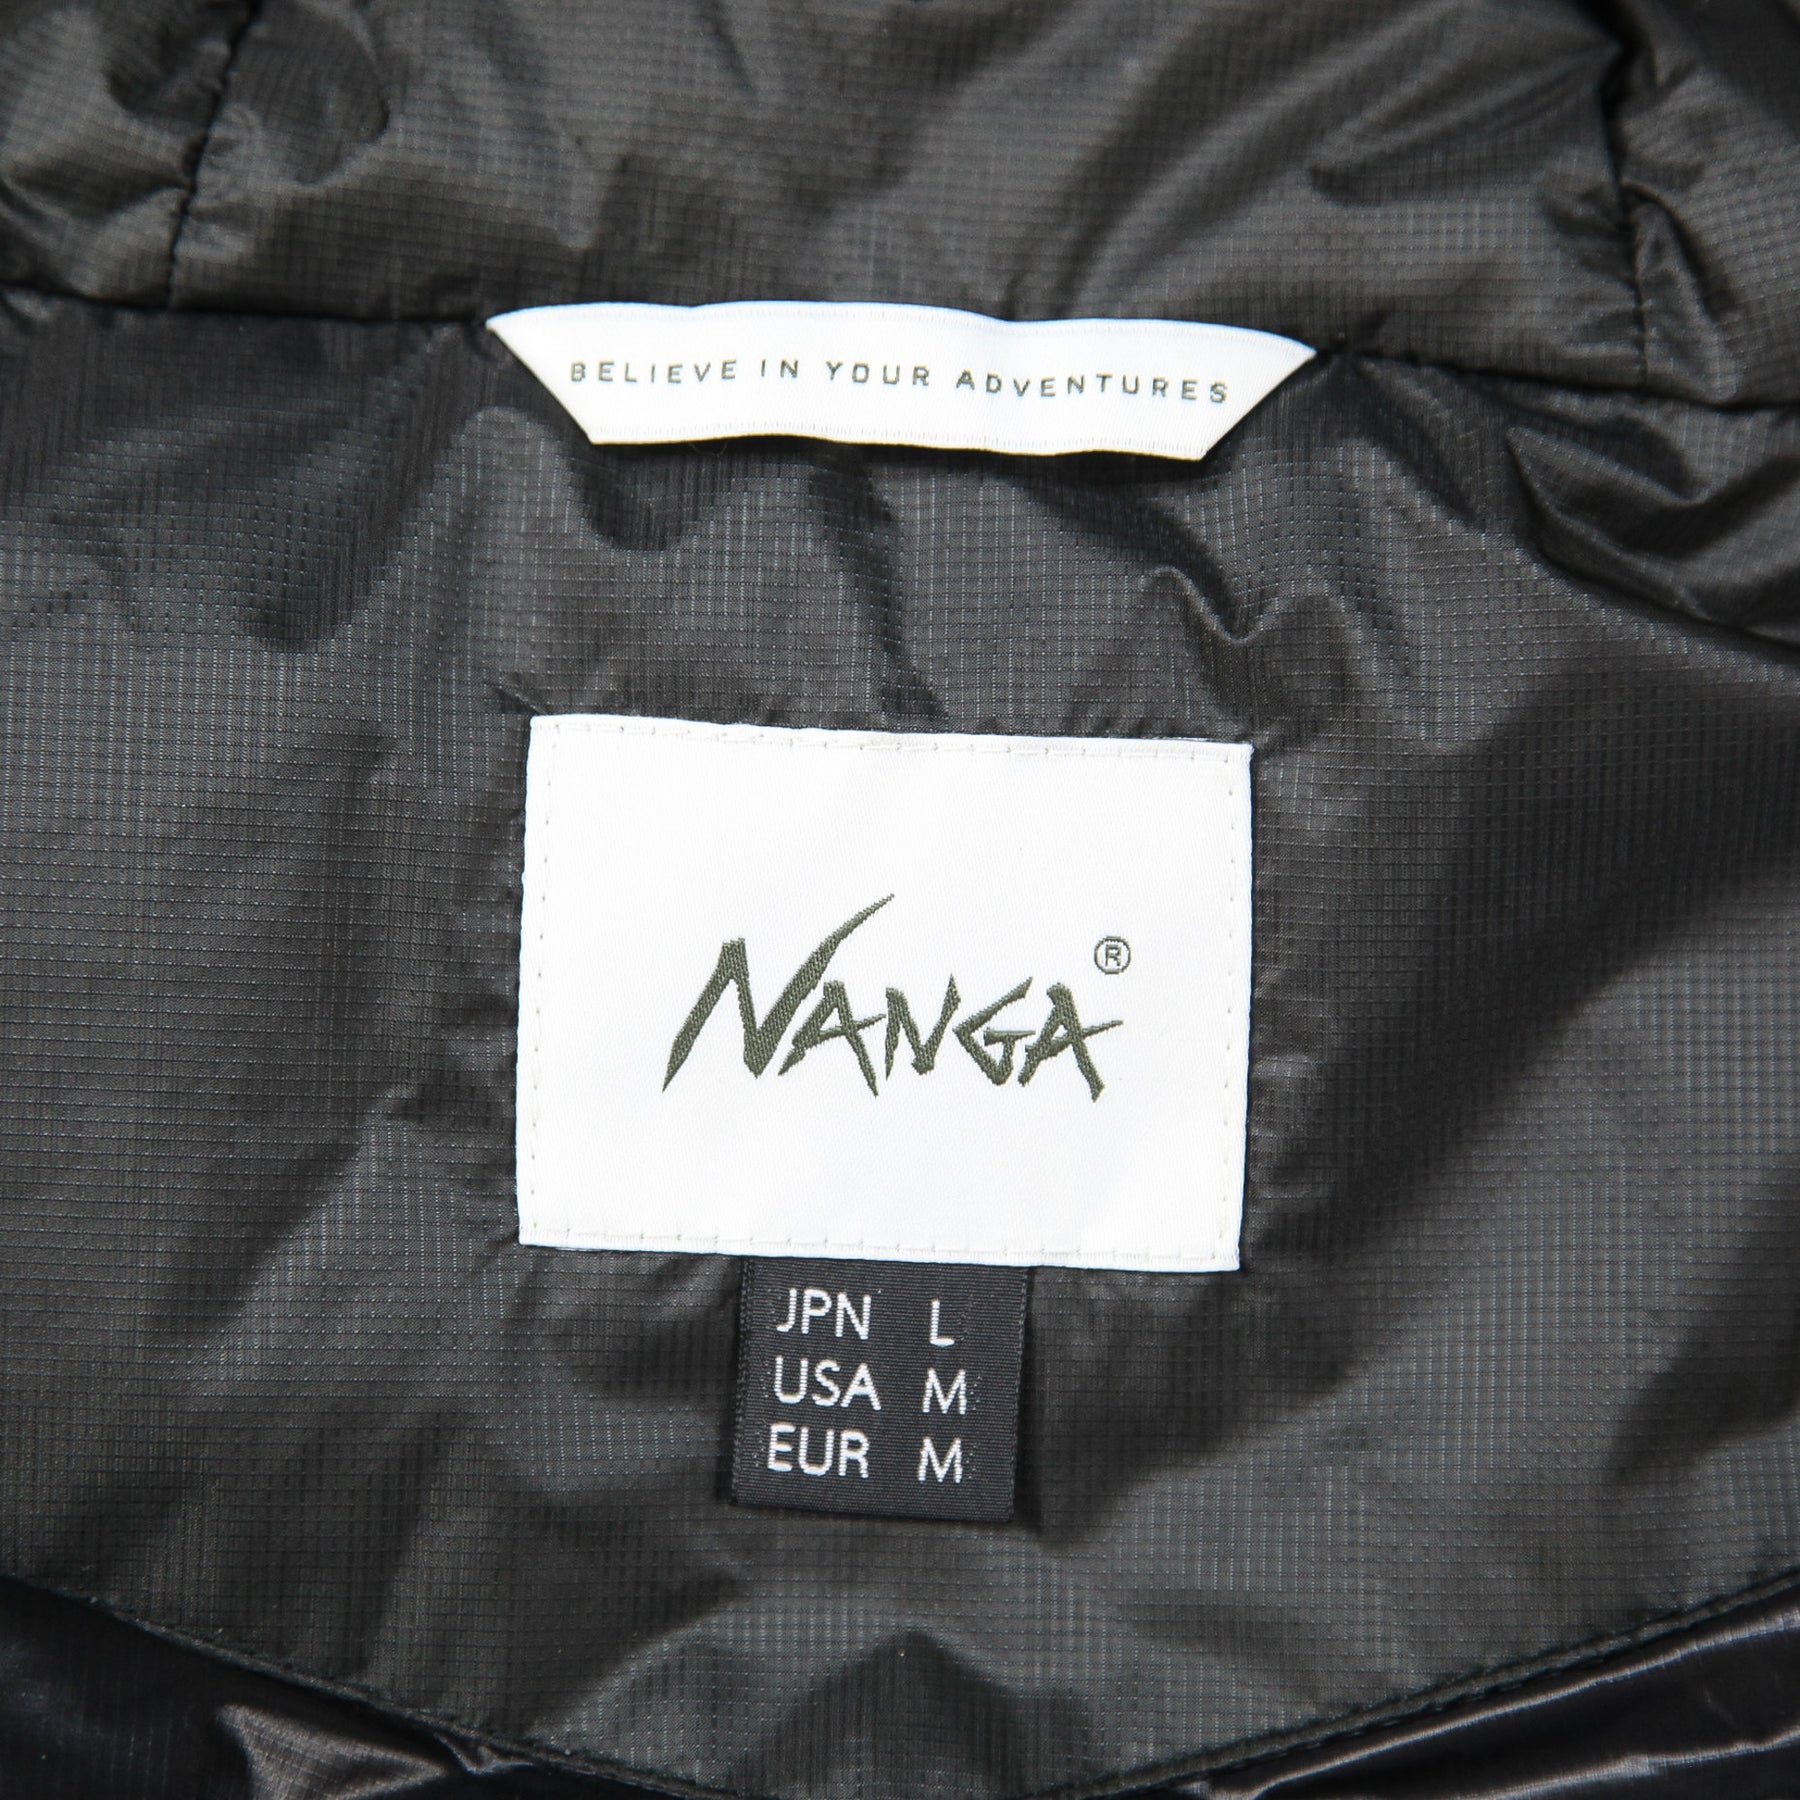 BELIEVE IN YOUR ADVENTURES
NANGA®
JPN L
USA M
EUR M